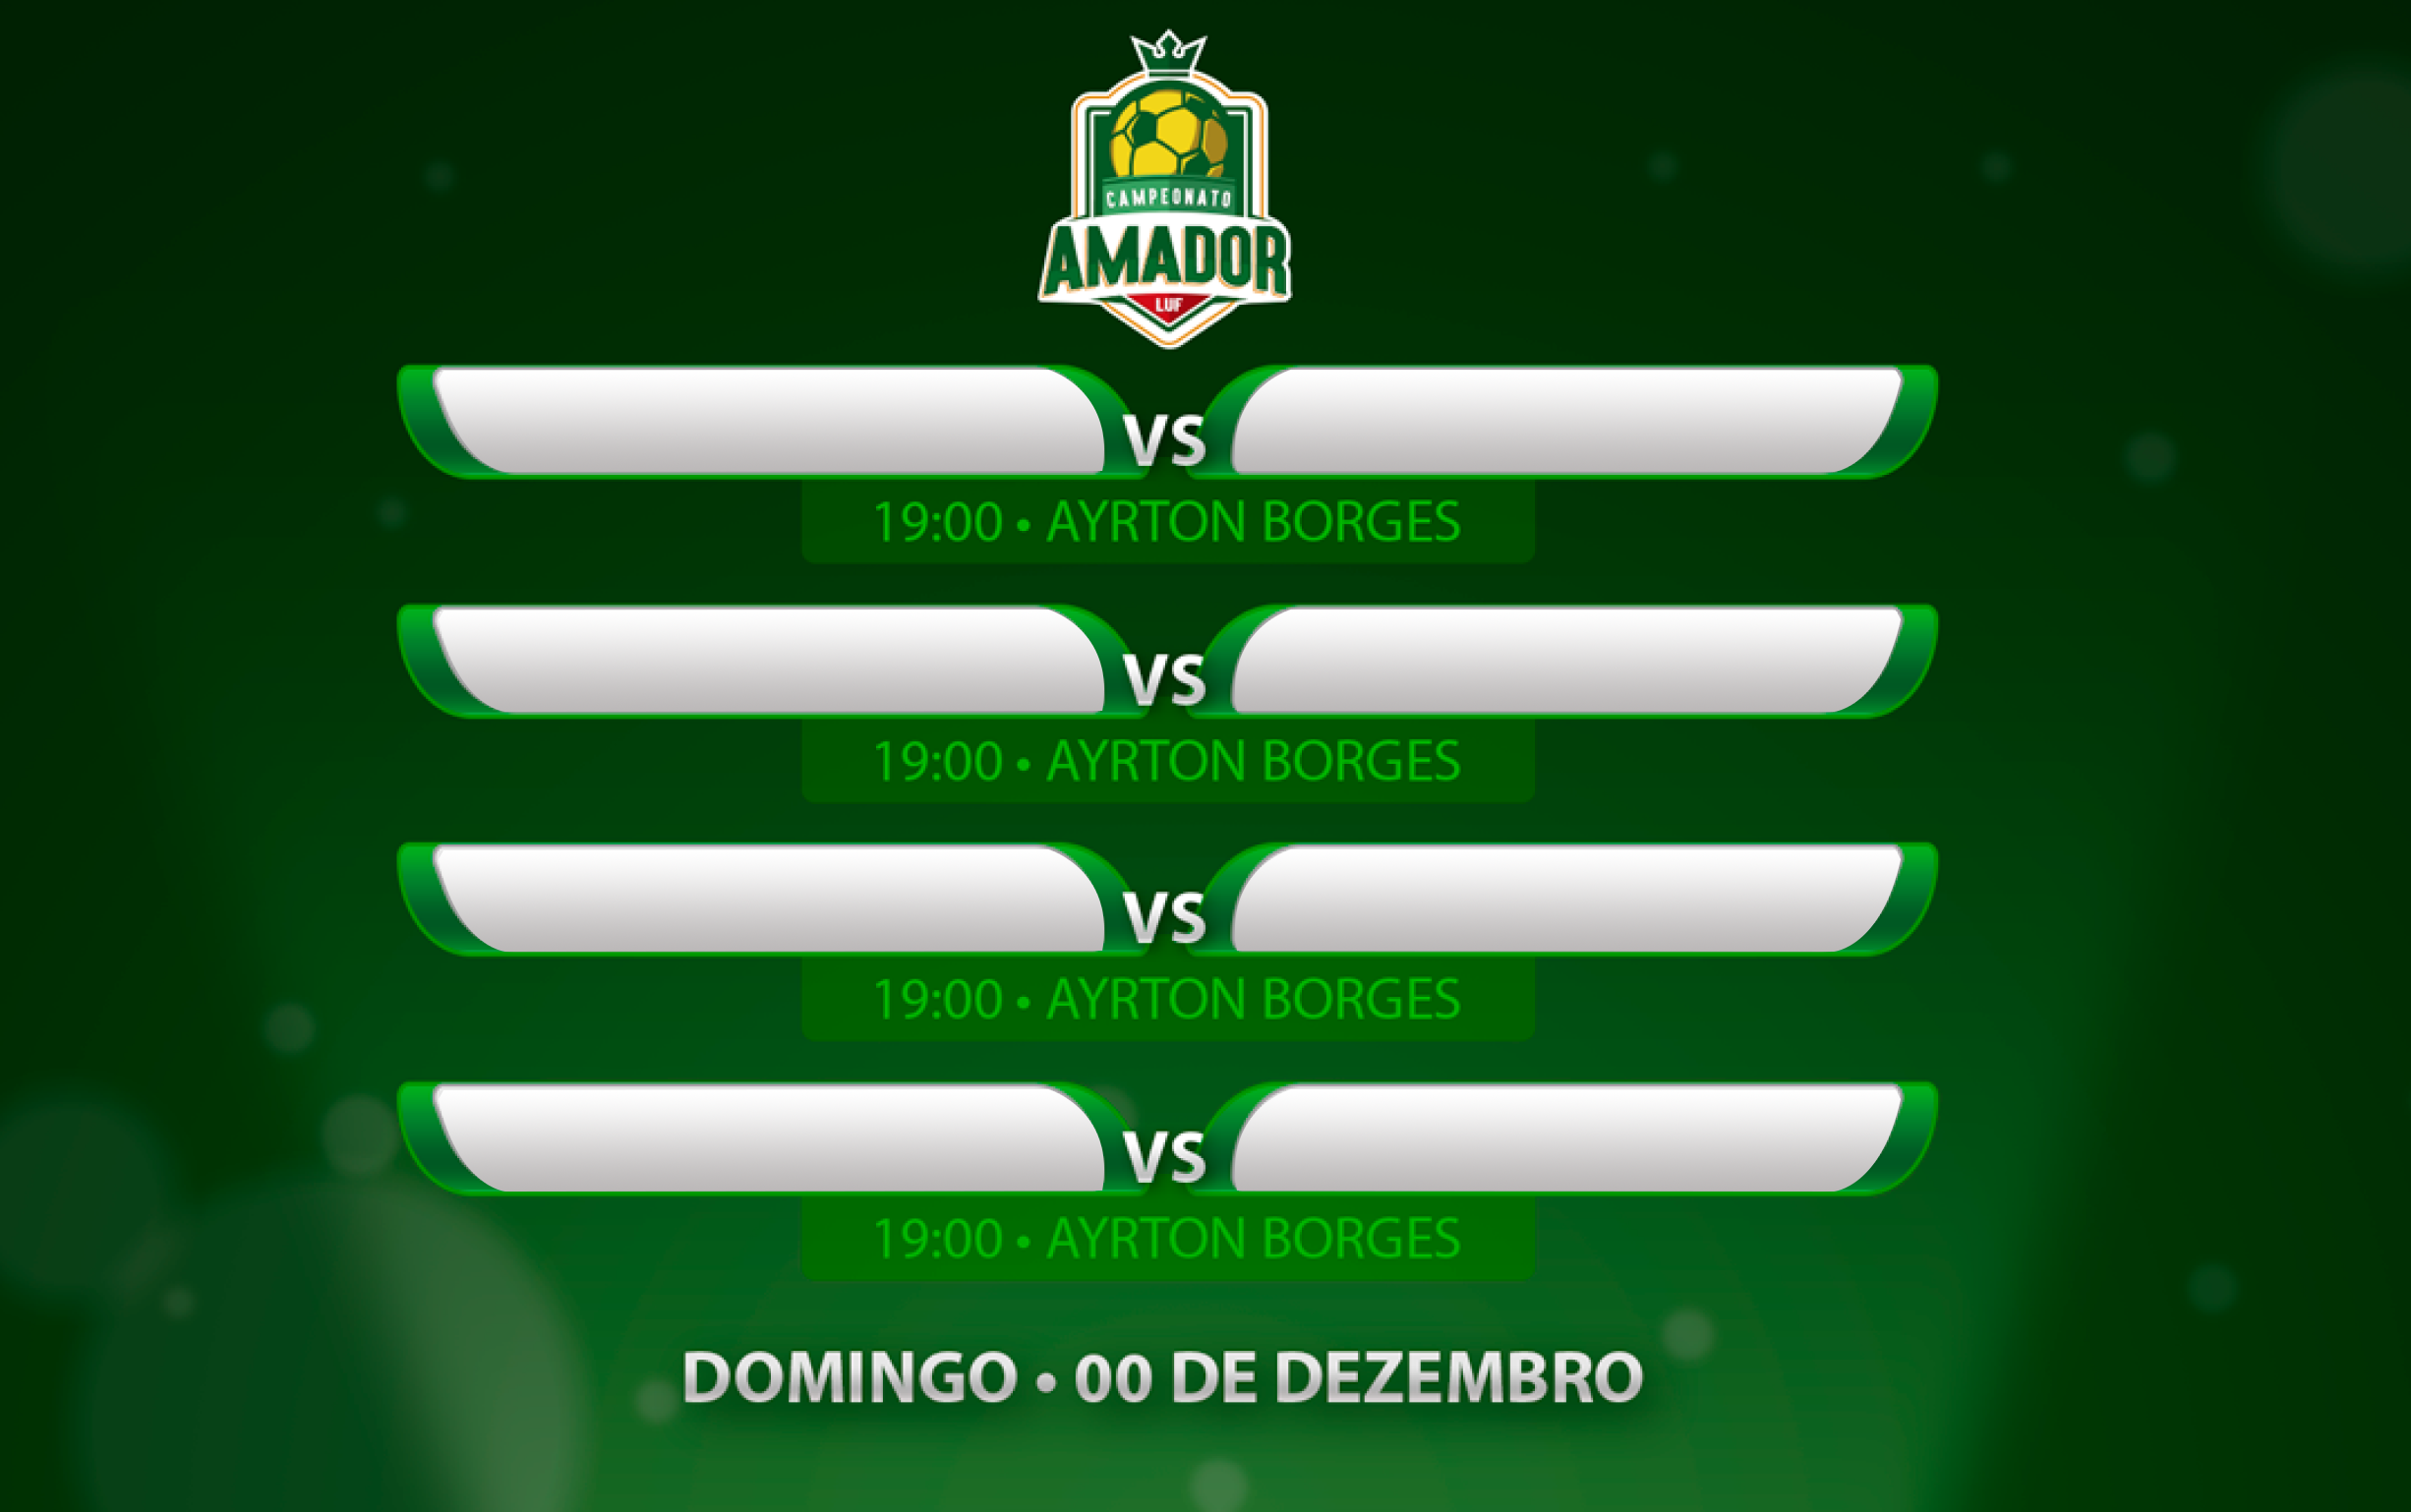 CAMPEONATO
AMADOR
LUF
VS
19:00 • AYRTON BORGES
VS
19:00 • AYRTON BORGES
VS
19:00 • AYRTON BORGES
VS
19:00 • AYRTON BORGES
DOMINGO • 00 DE DEZEMBRO